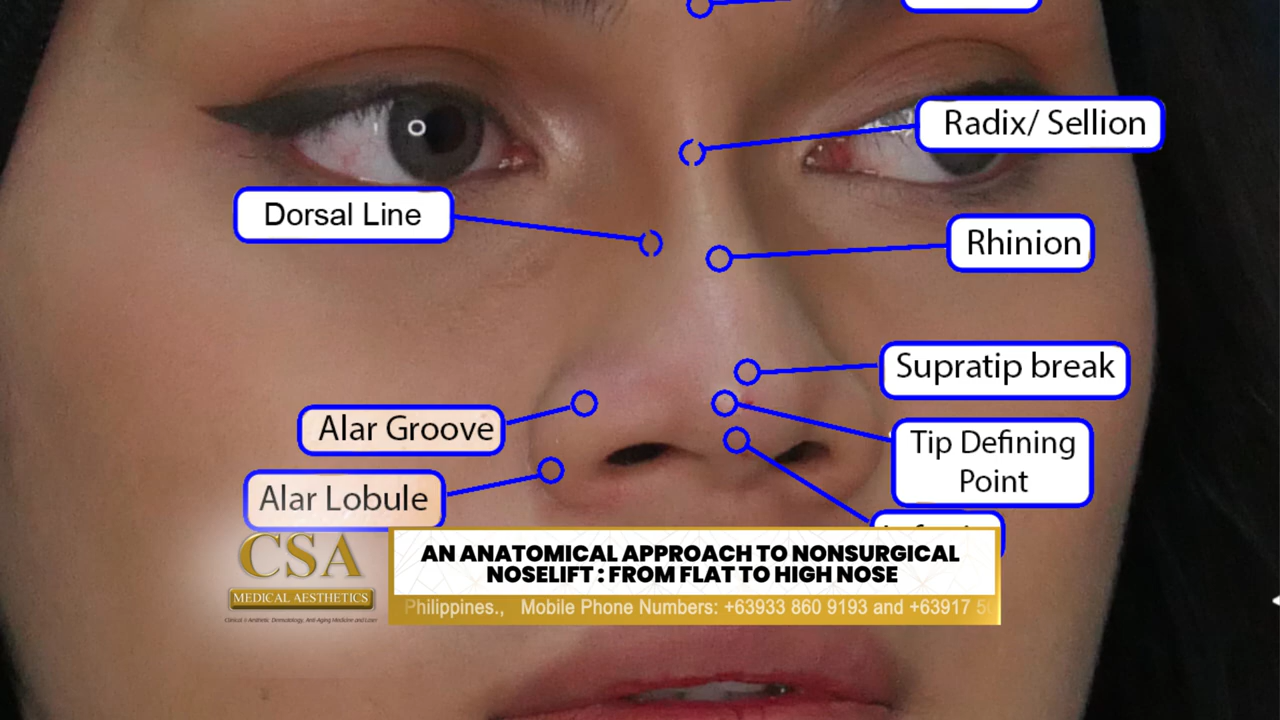 Radix/ Sellion
Dorsal Line
Rhinion
Supratip break
Alar Groove
Tip Defining
Point
Alar Lobule
CSA
MEDICAL AESTHETICS
AN ANATOMICAL APPROACH TO NONSURGICAL
NOSELIFT : FROM FLAT TO HIGH NOSE
Philippines., Mobile Phone Numbers: +63933 860 9193 and +63917 5